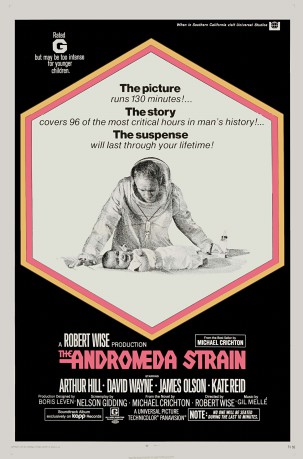 When in Southern California visit Universal Studios
Rated
G
but may be too intense
for younger
children.
The picture
runs 130 minutes!...
The story
covers 96 of the most critical hours in man's history!...
The suspense
will last through your lifetime!
A ROBERT WISE PRODUCTION
From the Best Seller by
MICHAEL CRICHTON
THE ANDROMEDA STRAIN
STARRING
ARTHUR HILL · DAVID WAYNE · JAMES OLSON · KATE REID
Production Designed by BORIS LEVEN · Screenplay by NELSON GIDDING · From the Novel by MICHAEL CRICHTON · Directed by ROBERT WISE · Music by GIL MELLÉ
Soundtrack Album exclusively on Kapp Records
G
A UNIVERSAL PICTURE
TECHNICOLOR® PANAVISION®
NOTE: NO ONE WILL BE SEATED DURING THE LAST 10 MINUTES.